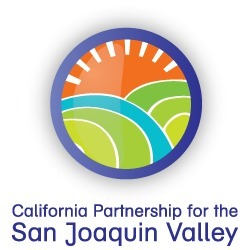 California Partnership for the
San Joaquin Valley